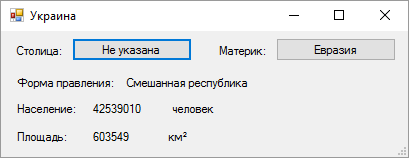 Украина
Столица: Не указана Материк: Евразия
Форма правления: Смешанная республика
Население: 42539010 человек
Площадь: 603549 км²